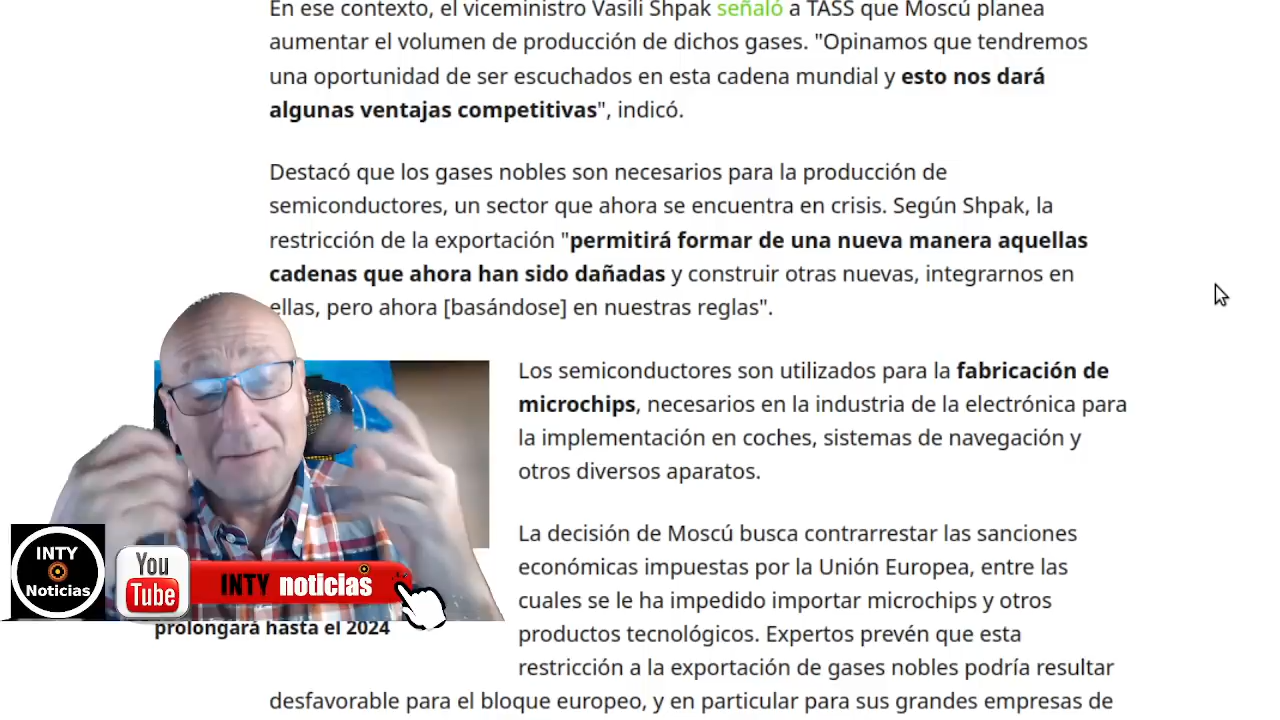 En ese contexto, el viceministro Vasili Shpak señaló a TASS que Moscú planea
aumentar el volumen de producción de dichos gases. "Opinamos que tendremos
una oportunidad de ser escuchados en esta cadena mundial y esto nos dará
algunas ventajas competitivas", indicó.
Destacó que los gases nobles son necesarios para la producción de
semiconductores, un sector que ahora se encuentra en crisis. Según Shpak, la
restricción de la exportación "permitirá formar de una nueva manera aquellas
cadenas que ahora han sido dañadas y construir otras nuevas, integrarnos en
ellas, pero ahora [basándose] en nuestras reglas".
Los semiconductores son utilizados para la fabricación de
microchips, necesarios en la industria de la electrónica para
la implementación en coches, sistemas de navegación y
otros diversos aparatos.
La decisión de Moscú busca contrarrestar las sanciones
económicas impuestas por la Unión Europea, entre las
cuales se le ha impedido importar microchips y otros
productos tecnológicos. Expertos prevén que esta
restricción a la exportación de gases nobles podría resultar
desfavorable para el bloque europeo, y en particular para sus grandes empresas de
INTY
Noticias
You
Tube
INTY noticias
prolongará hasta el 2024